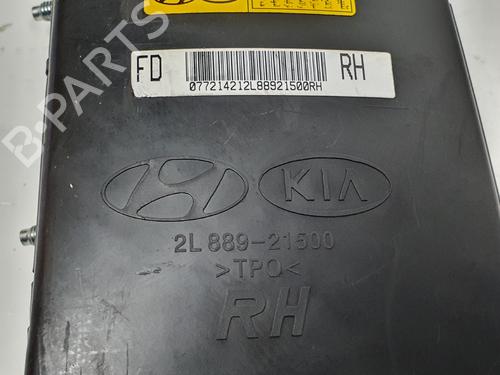 FD
RH
077214212L88921500RH
KIA
2L 889-21500
>TPO<
RH
B-PARTS